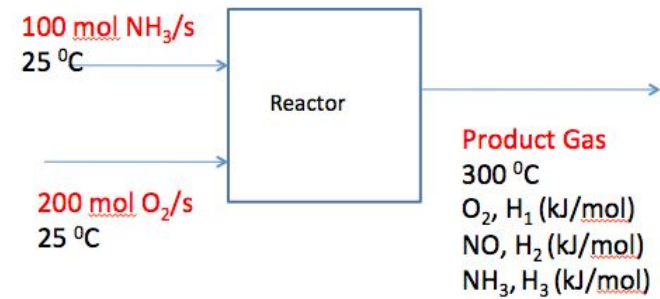 100 mol NH₃/s
25 ⁰C
Reactor
200 mol O₂/s
25 ⁰C
Product Gas
300 ⁰C
O₂, H₁ (kJ/mol)
NO, H₂ (kJ/mol)
NH₃, H₃ (kJ/mol)